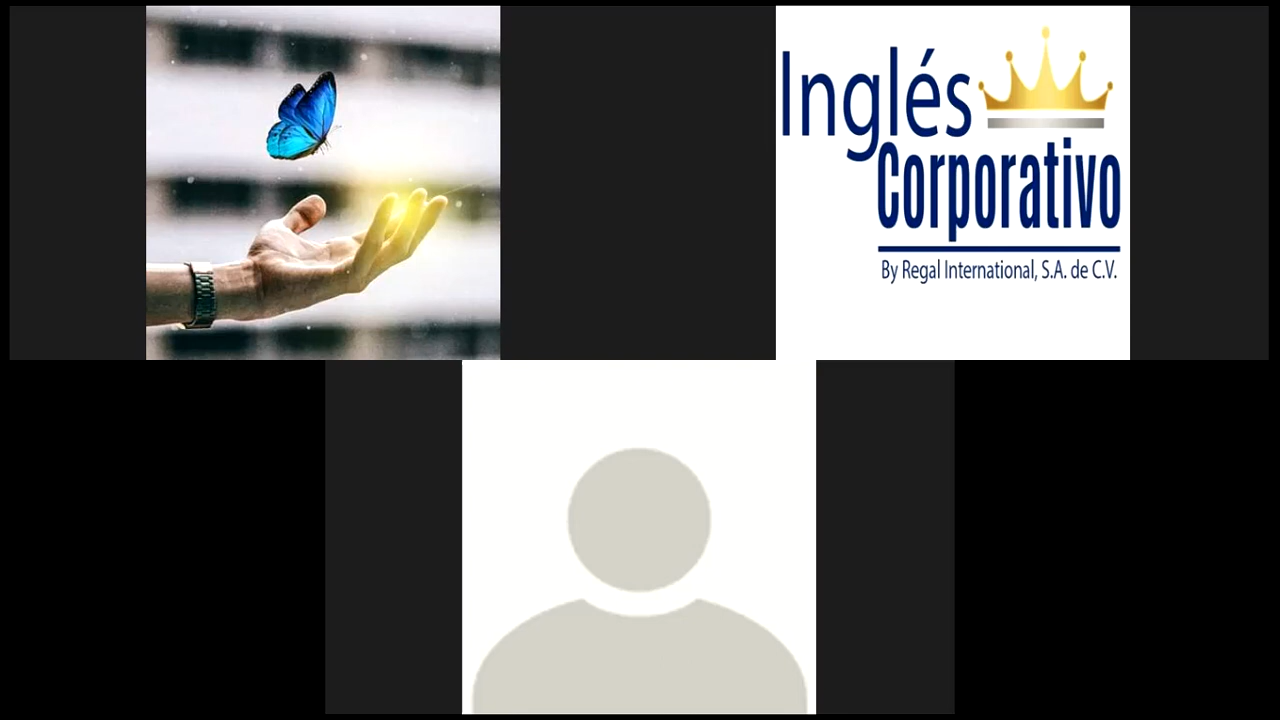 Inglés
Corporativo
By Regal International, S.A. de C.V.